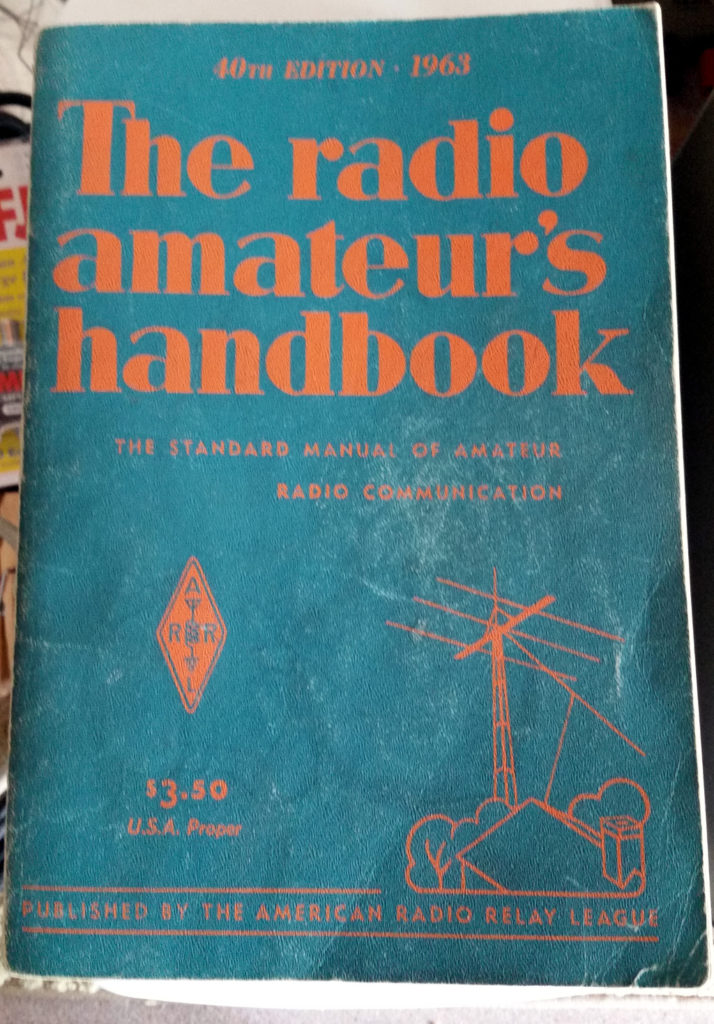 40TH EDITION · 1963
The radio
amateur's
handbook
THE STANDARD MANUAL OF AMATEUR
RADIO COMMUNICATION
A
R R
L
$3.50
U.S.A. Proper
PUBLISHED BY THE AMERICAN RADIO RELAY LEAGUE